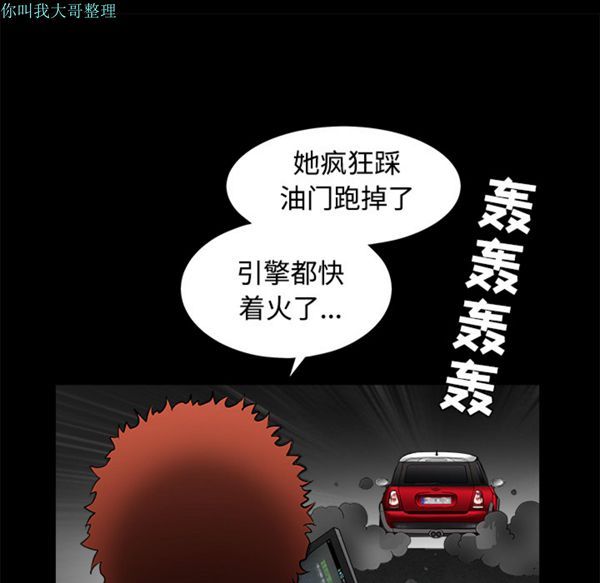 你叫我大哥整理
她疯狂踩
油门跑掉了
引擎都快
着火了...
轰
轰
轰
轰